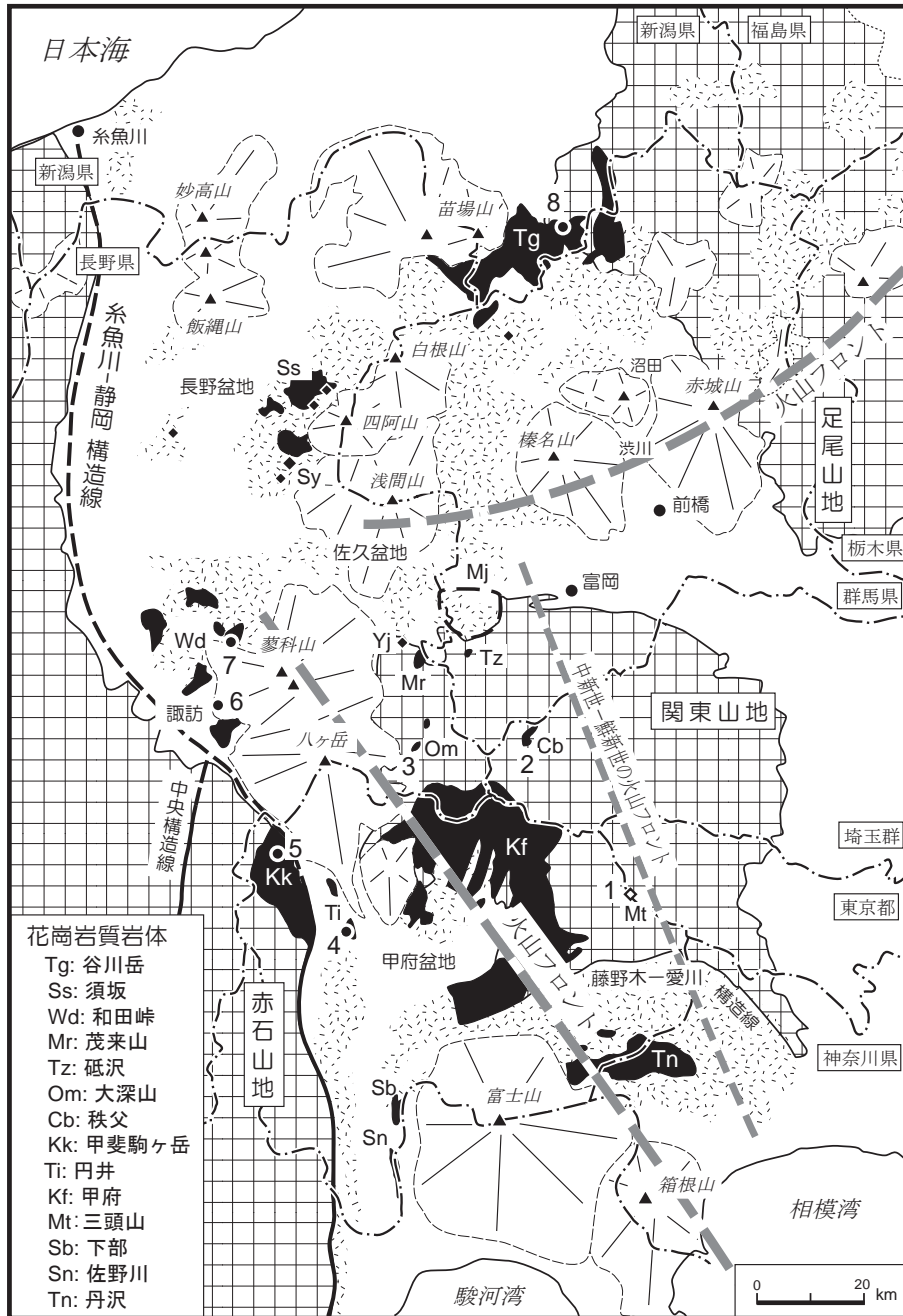 日本海
新潟県
福島県
糸魚川
新潟県
妙高山
苗場山
8
Tg
長野県
飯縄山
糸魚川-静岡 構造線
白根山
長野盆地
Ss
沼田
赤城山
火山フロント
四阿山
榛名山
渋川
足尾山地
Sy
浅間山
前橋
佐久盆地
栃木県
Mj
富岡
群馬県
Wd
蓼科山
Yj
Tz
7
Mr
中新世-鮮新世の火山フロント
関東山地
6
諏訪
八ヶ岳
Om
Cb
3
2
中央構造線
埼玉群
5
Kf
Kk
1
Mt
東京都
Ti
4
甲府盆地
火山フロント
藤野木-愛川
構造線
赤石山地
神奈川県
Tn
Sb
富士山
Sn
箱根山
相模湾
駿河湾
0
20
km
花崗岩質岩体
Tg: 谷川岳
Ss: 須坂
Wd: 和田峠
Mr: 茂来山
Tz: 砥沢
Om: 大深山
Cb: 秩父
Kk: 甲斐駒ヶ岳
Ti: 円井
Kf: 甲府
Mt: 三頭山
Sb: 下部
Sn: 佐野川
Tn: 丹沢